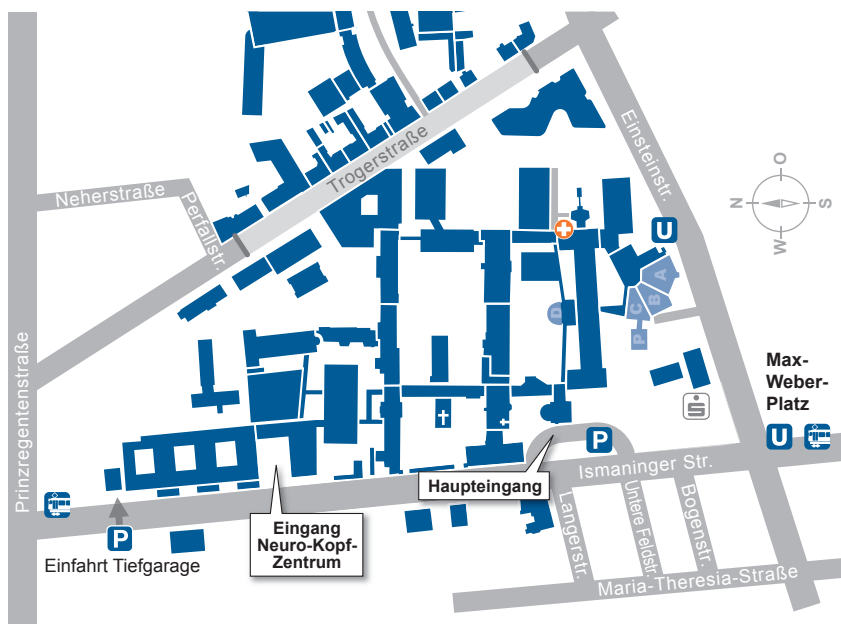 Trogerstraße
Neherstraße
Perfallstr.
Einsteinstr.
O
N
S
W
U
A
B
C
D
P
Prinzregentenstraße
Max-
Weber-
Platz
U
S
P
Ismaninger Str.
Haupteingang
Eingang
Neuro-Kopf-
Zentrum
P
Einfahrt Tiefgarage
Langerstr.
Untere Feldstr.
Bogenstr.
Maria-Theresia-Straße